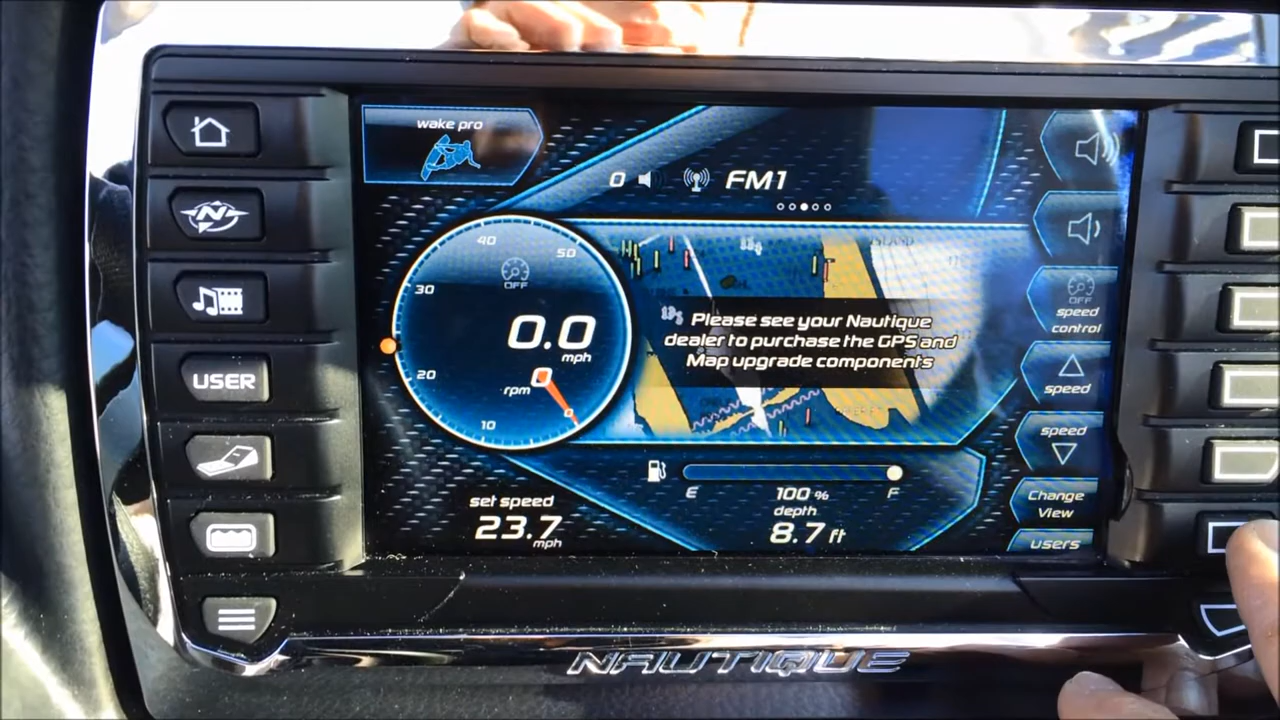 wake pro
0
FM1
40
50
OFF
30
0.0
mph
20
rpm
0
10
0
Please see your Nautique
dealer to purchase the GPS and
Map upgrade components
OFF
speed
control
speed
speed
Change
View
users
E
F
100 %
depth
8.7 ft
set speed
23.7
mph
N
USER
NAUTIQUE